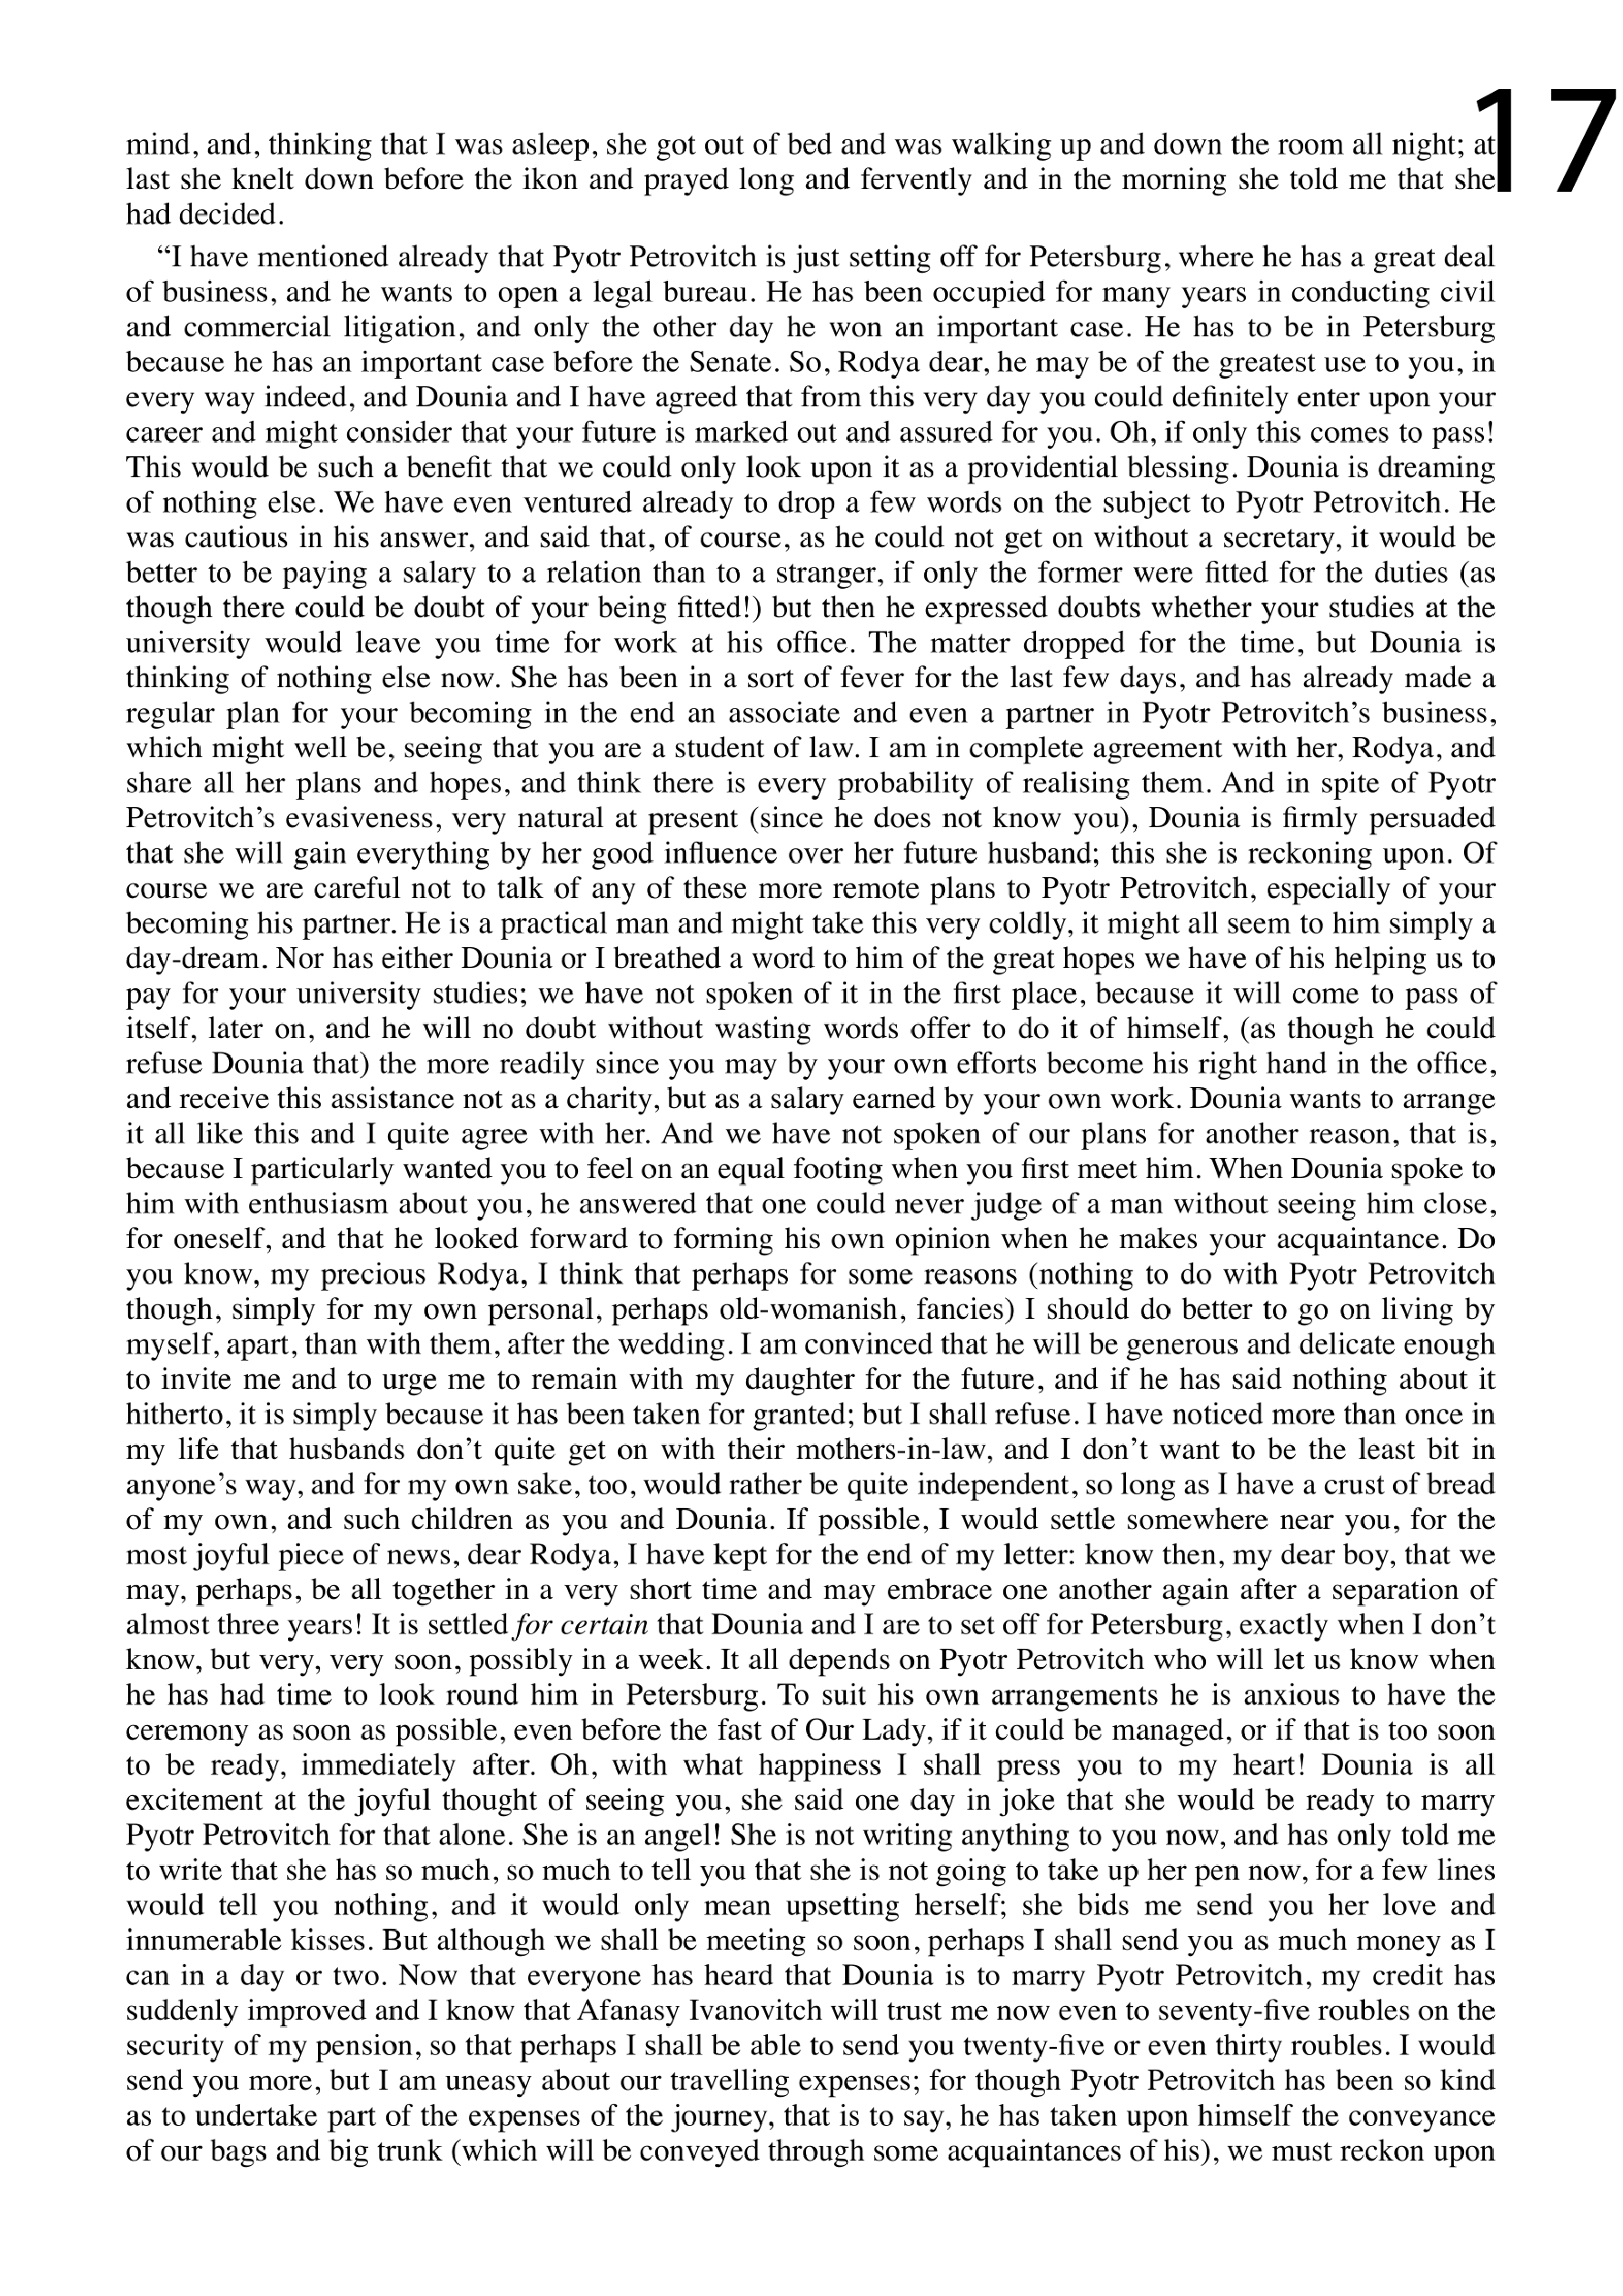 17
mind, and, thinking that I was asleep, she got out of bed and was walking up and down the room all night; at
last she knelt down before the ikon and prayed long and fervently and in the morning she told me that she
had decided.
“I have mentioned already that Pyotr Petrovitch is just setting off for Petersburg, where he has a great deal
of business, and he wants to open a legal bureau. He has been occupied for many years in conducting civil
and commercial litigation, and only the other day he won an important case. He has to be in Petersburg
because he has an important case before the Senate. So, Rodya dear, he may be of the greatest use to you, in
every way indeed, and Dounia and I have agreed that from this very day you could definitely enter upon your
career and might consider that your future is marked out and assured for you. Oh, if only this comes to pass!
This would be such a benefit that we could only look upon it as a providential blessing. Dounia is dreaming
of nothing else. We have even ventured already to drop a few words on the subject to Pyotr Petrovitch. He
was cautious in his answer, and said that, of course, as he could not get on without a secretary, it would be
better to be paying a salary to a relation than to a stranger, if only the former were fitted for the duties (as
though there could be doubt of your being fitted!) but then he expressed doubts whether your studies at the
university would leave you time for work at his office. The matter dropped for the time, but Dounia is
thinking of nothing else now. She has been in a sort of fever for the last few days, and has already made a
regular plan for your becoming in the end an associate and even a partner in Pyotr Petrovitch’s business,
which might well be, seeing that you are a student of law. I am in complete agreement with her, Rodya, and
share all her plans and hopes, and think there is every probability of realising them. And in spite of Pyotr
Petrovitch’s evasiveness, very natural at present (since he does not know you), Dounia is firmly persuaded
that she will gain everything by her good influence over her future husband; this she is reckoning upon. Of
course we are careful not to talk of any of these more remote plans to Pyotr Petrovitch, especially of your
becoming his partner. He is a practical man and might take this very coldly, it might all seem to him simply a
day-dream. Nor has either Dounia or I breathed a word to him of the great hopes we have of his helping us to
pay for your university studies; we have not spoken of it in the first place, because it will come to pass of
itself, later on, and he will no doubt without wasting words offer to do it of himself, (as though he could
refuse Dounia that) the more readily since you may by your own efforts become his right hand in the office,
and receive this assistance not as a charity, but as a salary earned by your own work. Dounia wants to arrange
it all like this and I quite agree with her. And we have not spoken of our plans for another reason, that is,
because I particularly wanted you to feel on an equal footing when you first meet him. When Dounia spoke to
him with enthusiasm about you, he answered that one could never judge of a man without seeing him close,
for oneself, and that he looked forward to forming his own opinion when he makes your acquaintance. Do
you know, my precious Rodya, I think that perhaps for some reasons (nothing to do with Pyotr Petrovitch
though, simply for my own personal, perhaps old-womanish, fancies) I should do better to go on living by
myself, apart, than with them, after the wedding. I am convinced that he will be generous and delicate enough
to invite me and to urge me to remain with my daughter for the future, and if he has said nothing about it
hitherto, it is simply because it has been taken for granted; but I shall refuse. I have noticed more than once in
my life that husbands don’t quite get on with their mothers-in-law, and I don’t want to be the least bit in
anyone’s way, and for my own sake, too, would rather be quite independent, so long as I have a crust of bread
of my own, and such children as you and Dounia. If possible, I would settle somewhere near you, for the
most joyful piece of news, dear Rodya, I have kept for the end of my letter: know then, my dear boy, that we
may, perhaps, be all together in a very short time and may embrace one another again after a separation of
almost three years! It is settled for certain that Dounia and I are to set off for Petersburg, exactly when I don’t
know, but very, very soon, possibly in a week. It all depends on Pyotr Petrovitch who will let us know when
he has had time to look round him in Petersburg. To suit his own arrangements he is anxious to have the
ceremony as soon as possible, even before the fast of Our Lady, if it could be managed, or if that is too soon
to be ready, immediately after. Oh, with what happiness I shall press you to my heart! Dounia is all
excitement at the joyful thought of seeing you, she said one day in joke that she would be ready to marry
Pyotr Petrovitch for that alone. She is an angel! She is not writing anything to you now, and has only told me
to write that she has so much, so much to tell you that she is not going to take up her pen now, for a few lines
would tell you nothing, and it would only mean upsetting herself; she bids me send you her love and
innumerable kisses. But although we shall be meeting so soon, perhaps I shall send you as much money as I
can in a day or two. Now that everyone has heard that Dounia is to marry Pyotr Petrovitch, my credit has
suddenly improved and I know that Afanasy Ivanovitch will trust me now even to seventy-five roubles on the
security of my pension, so that perhaps I shall be able to send you twenty-five or even thirty roubles. I would
send you more, but I am uneasy about our travelling expenses; for though Pyotr Petrovitch has been so kind
as to undertake part of the expenses of the journey, that is to say, he has taken upon himself the conveyance
of our bags and big trunk (which will be conveyed through some acquaintances of his), we must reckon upon